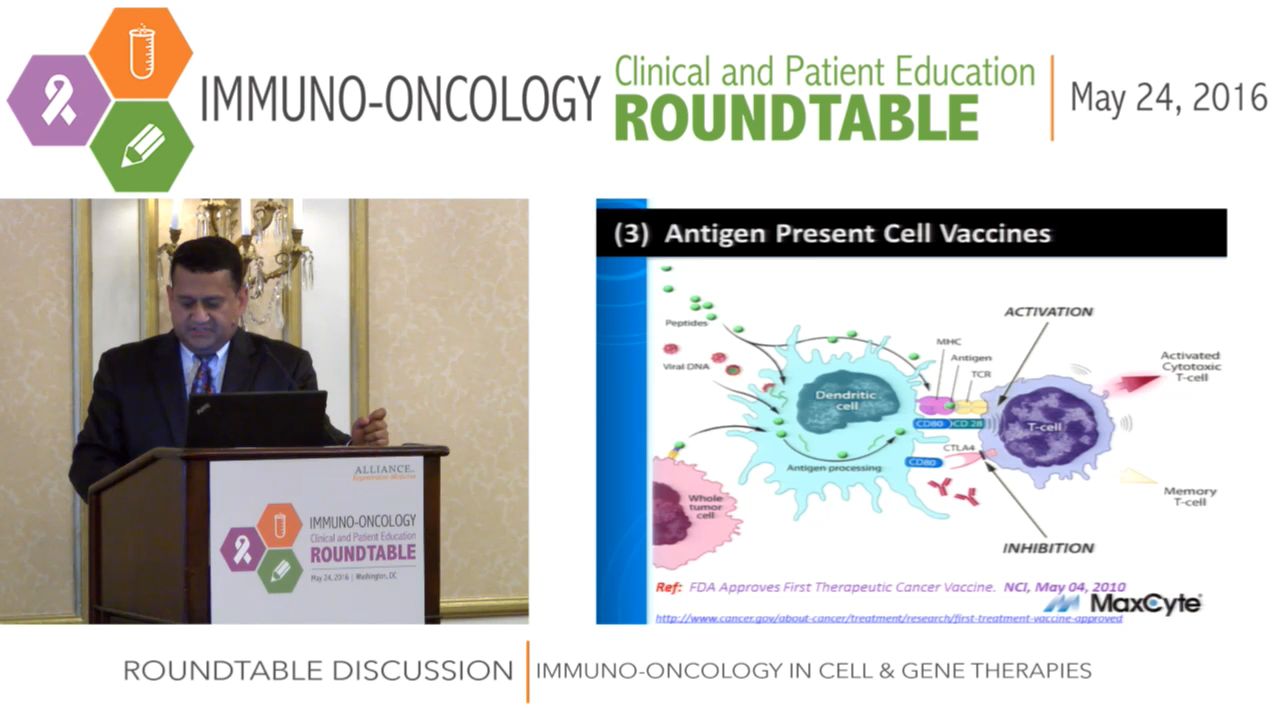 IMMUNO-ONCOLOGY
Clinical and Patient Education
ROUNDTABLE
May 24, 2016
(3) Antigen Present Cell Vaccines
ACTIVATION
Peptides
MHC
Antigen
TCR
Viral DNA
Activated
Cytotoxic
T-cell
Dendritic
cell
CD80
CD 28
T-cell
CTLA4
CD80
Antigen processing
Whole
tumor
cell
Memory
T-cell
INHIBITION
Ref: FDA Approves First Therapeutic Cancer Vaccine. NCI, May 04, 2010
MaxCyte
http://www.cancer.gov/about-cancer/treatment/research/first-treatment-vaccine-approved
ALLIANCE
Regenerative Medicine
IMMUNO-ONCOLOGY
Clinical and Patient Education
ROUNDTABLE
May 24, 2016 | Washington, DC
ROUNDTABLE DISCUSSION
IMMUNO-ONCOLOGY IN CELL & GENE THERAPIES